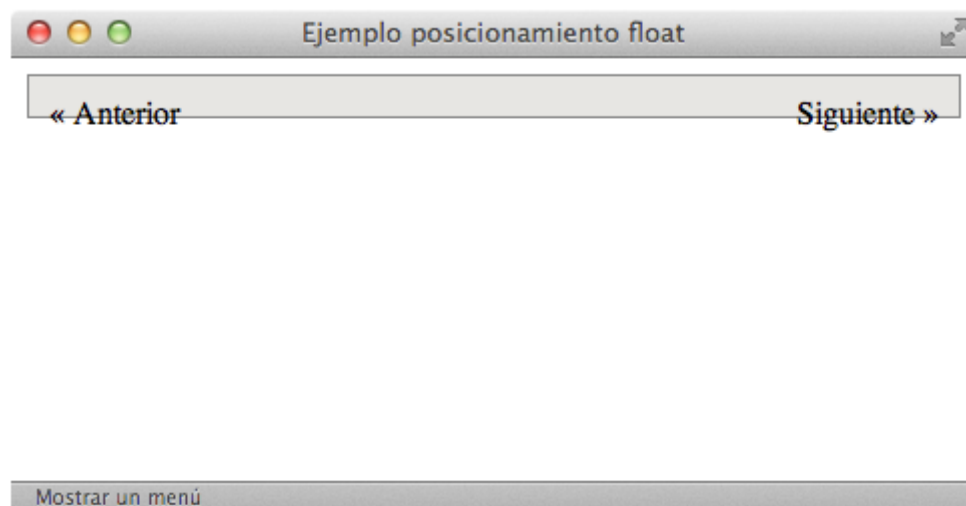 Ejemplo posicionamiento float
« Anterior Siguiente »
Mostrar un menú